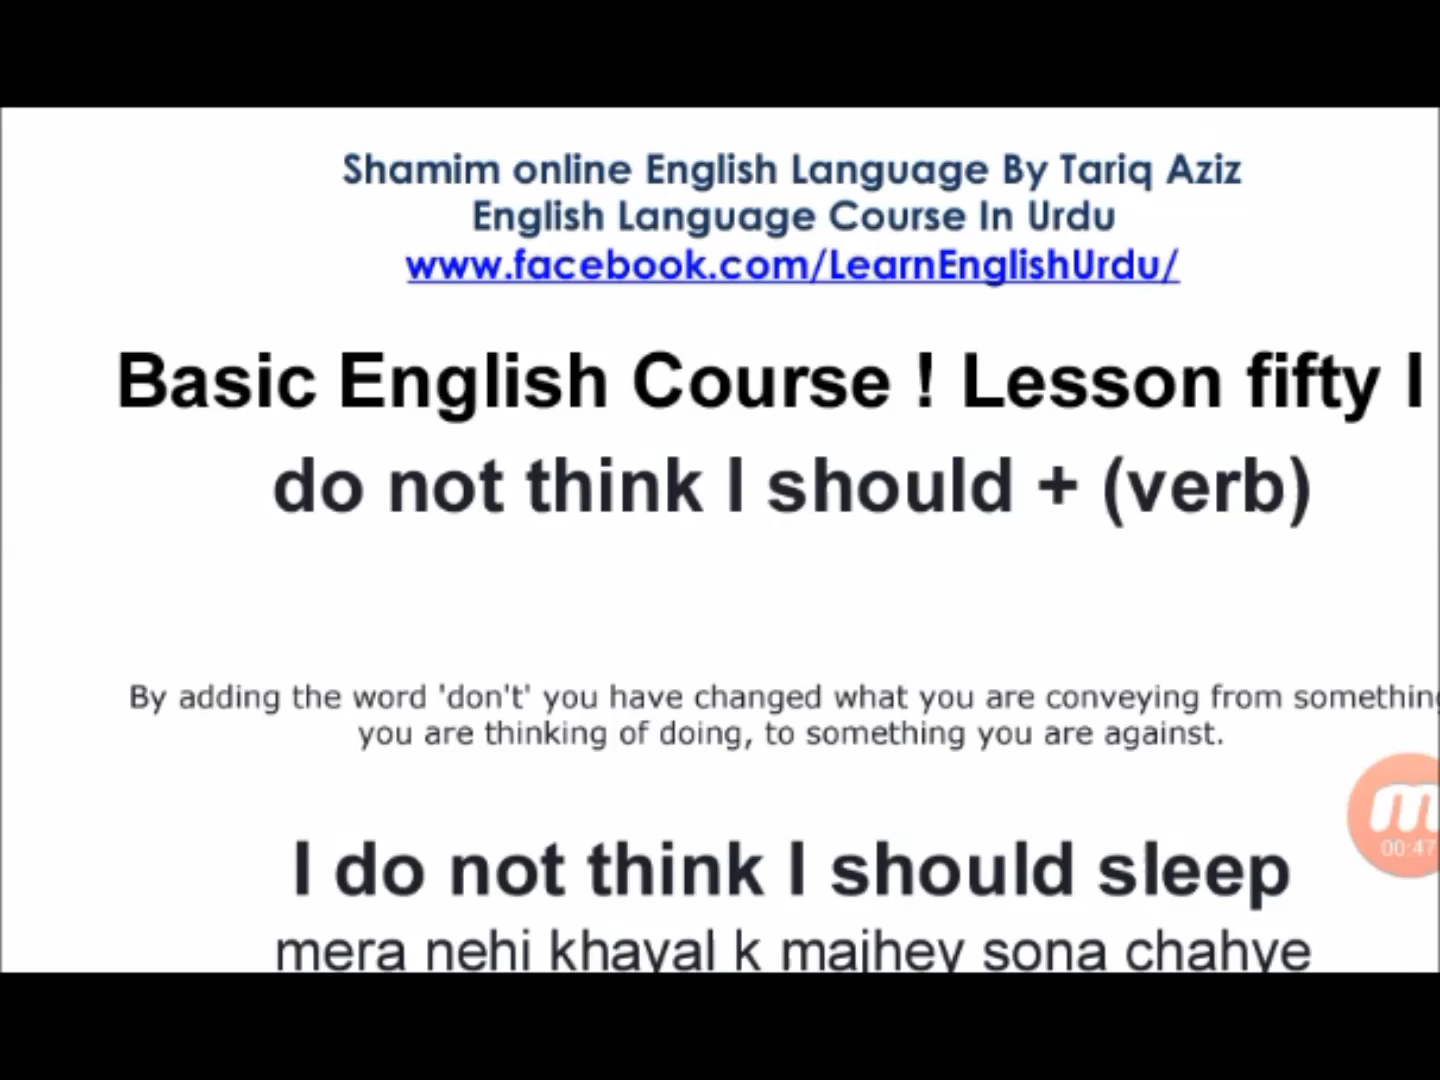 Shamim online English Language By Tariq Aziz
English Language Course In Urdu
www.facebook.com/LearnEnglishUrdu/
Basic English Course ! Lesson fifty I
do not think I should + (verb)
By adding the word 'don't' you have changed what you are conveying from something
you are thinking of doing, to something you are against.
I do not think I should sleep
mera nehi khayal k majhey sona chahye
00:47